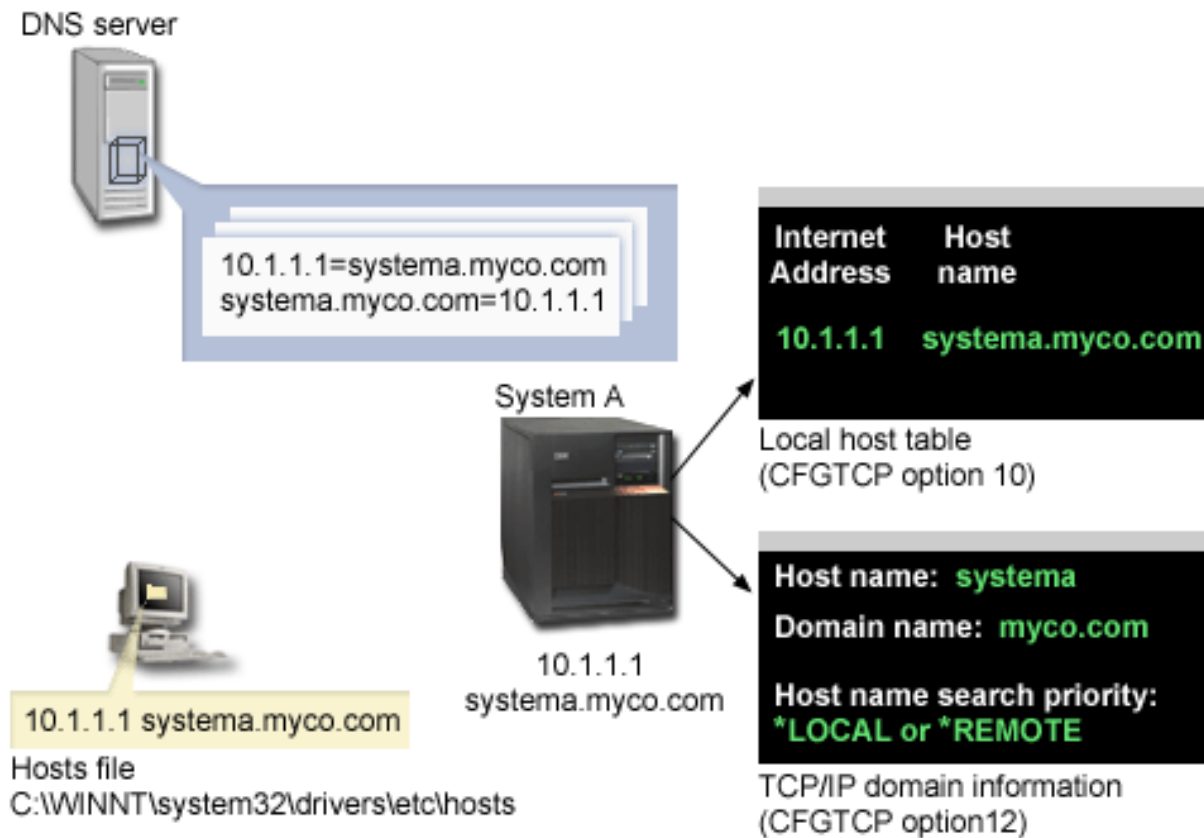 DNS server
10.1.1.1=systema.myco.com
systema.myco.com=10.1.1.1
Internet Host
Address name
10.1.1.1 systema.myco.com
Local host table
(CFGTCP option 10)
System A
10.1.1.1
systema.myco.com
Host name: systema
Domain name: myco.com
Host name search priority:
*LOCAL or *REMOTE
TCP/IP domain information
(CFGTCP option12)
10.1.1.1 systema.myco.com
Hosts file
C:\WINNT\system32\drivers\etc\hosts